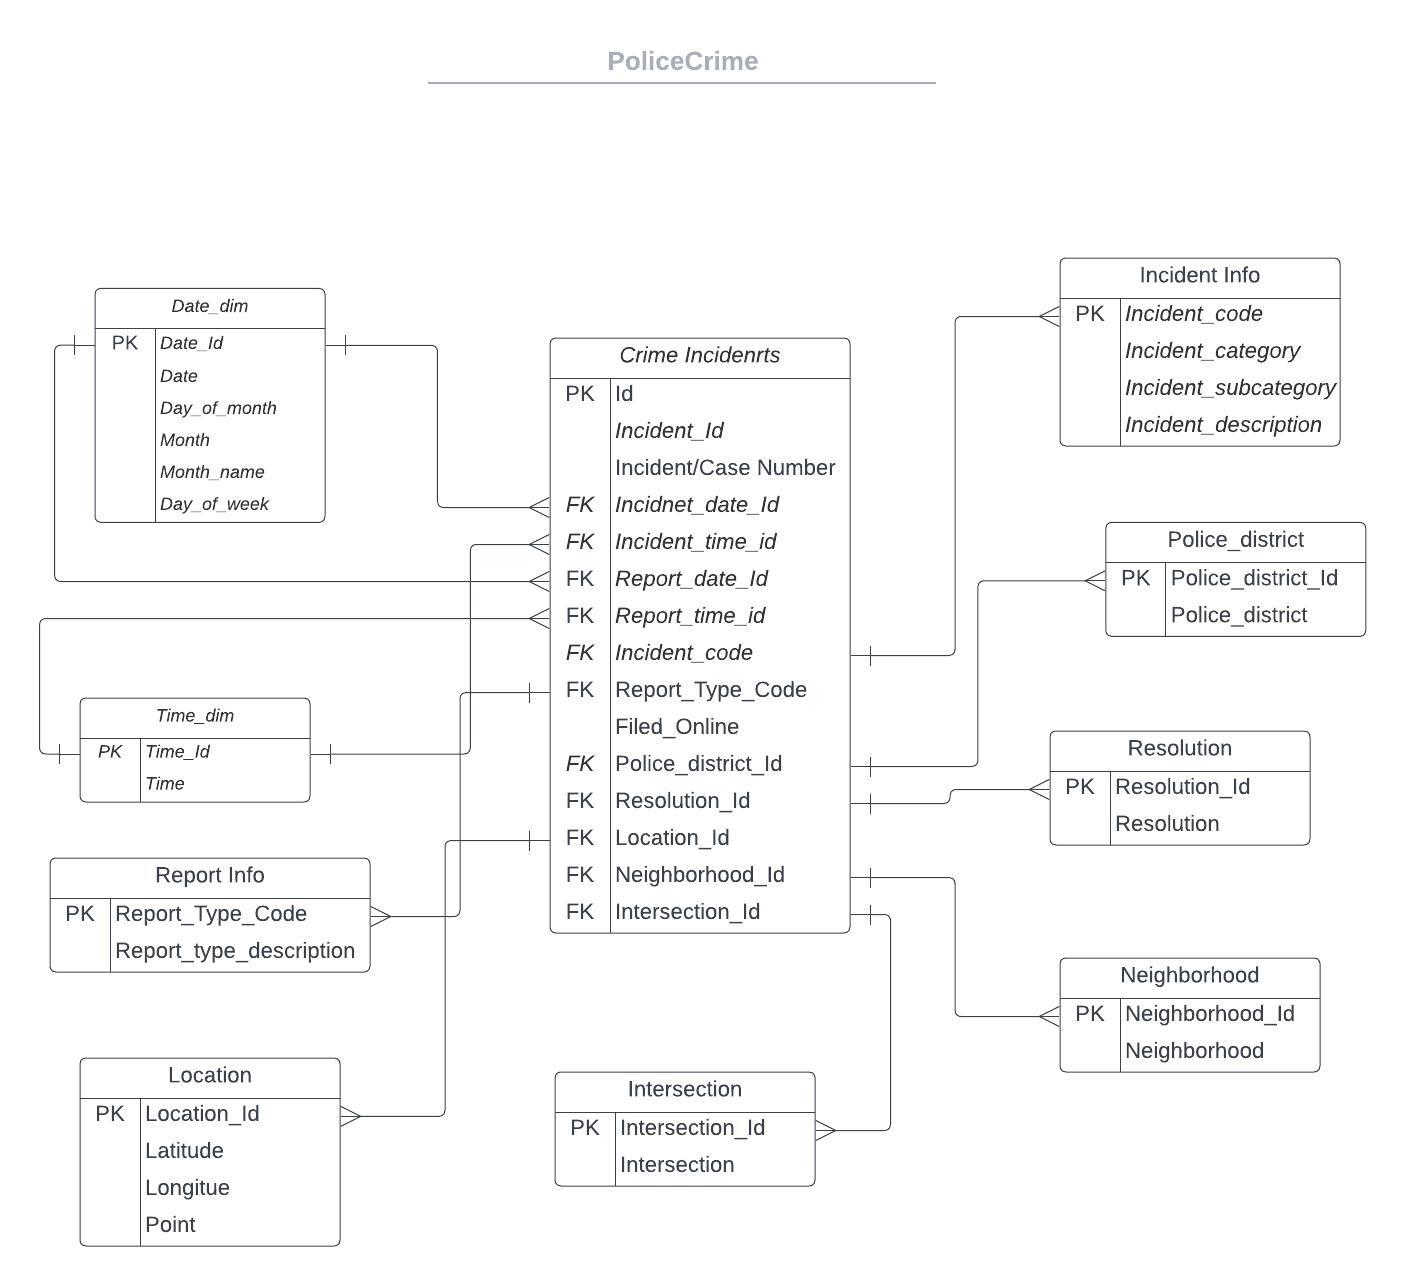 PoliceCrime
Date_dim
PK Date_Id
Date
Day_of_month
Month
Month_name
Day_of_week
Time_dim
PK Time_Id
Time
Report Info
PK Report_Type_Code
Report_type_description
Location
PK Location_Id
Latitude
Longitue
Point
Crime Incidenrts
PK Id
Incident_Id
Incident/Case Number
FK Incidnet_date_Id
FK Incident_time_id
FK Report_date_Id
FK Report_time_id
FK Incident_code
FK Report_Type_Code
Filed_Online
FK Police_district_Id
FK Resolution_Id
FK Location_Id
FK Neighborhood_Id
FK Intersection_Id
Intersection
PK Intersection_Id
Intersection
Incident Info
PK Incident_code
Incident_category
Incident_subcategory
Incident_description
Police_district
PK Police_district_Id
Police_district
Resolution
PK Resolution_Id
Resolution
Neighborhood
PK Neighborhood_Id
Neighborhood